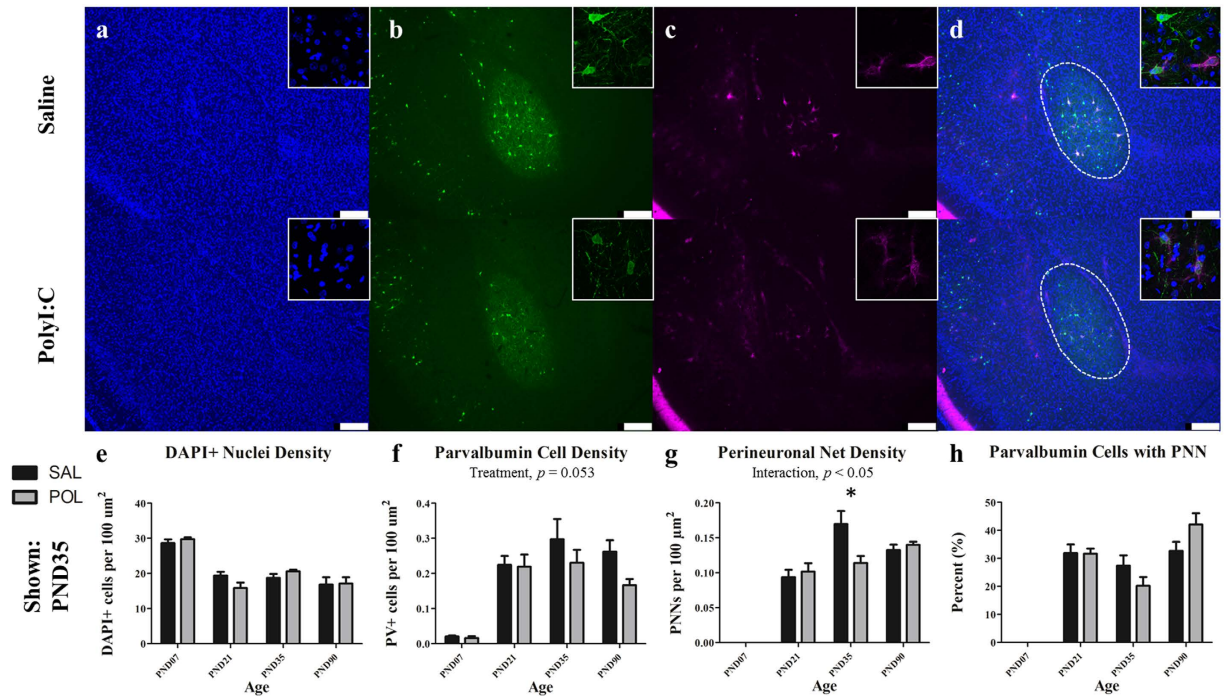 a
b
c
d
Saline
PolyI:C
SAL
POL
Shown:
PND35
e
DAPI+ Nuclei Density
DAPI+ cells per 100 um²
40
30
20
10
0
PND07
PND21
PND35
PND90
Age
f
Parvalbumin Cell Density
Treatment, p = 0.053
PV+ cells per 100 um²
0.4
0.3
0.2
0.1
0.0
PND07
PND21
PND35
PND90
Age
g
Perineuronal Net Density
Interaction, p < 0.05
*
PNNs per 100 μm²
0.20
0.15
0.10
0.05
0.00
PND07
PND21
PND35
PND90
Age
h
Parvalbumin Cells with PNN
Percent (%)
50
40
30
20
10
0
PND07
PND21
PND35
PND90
Age